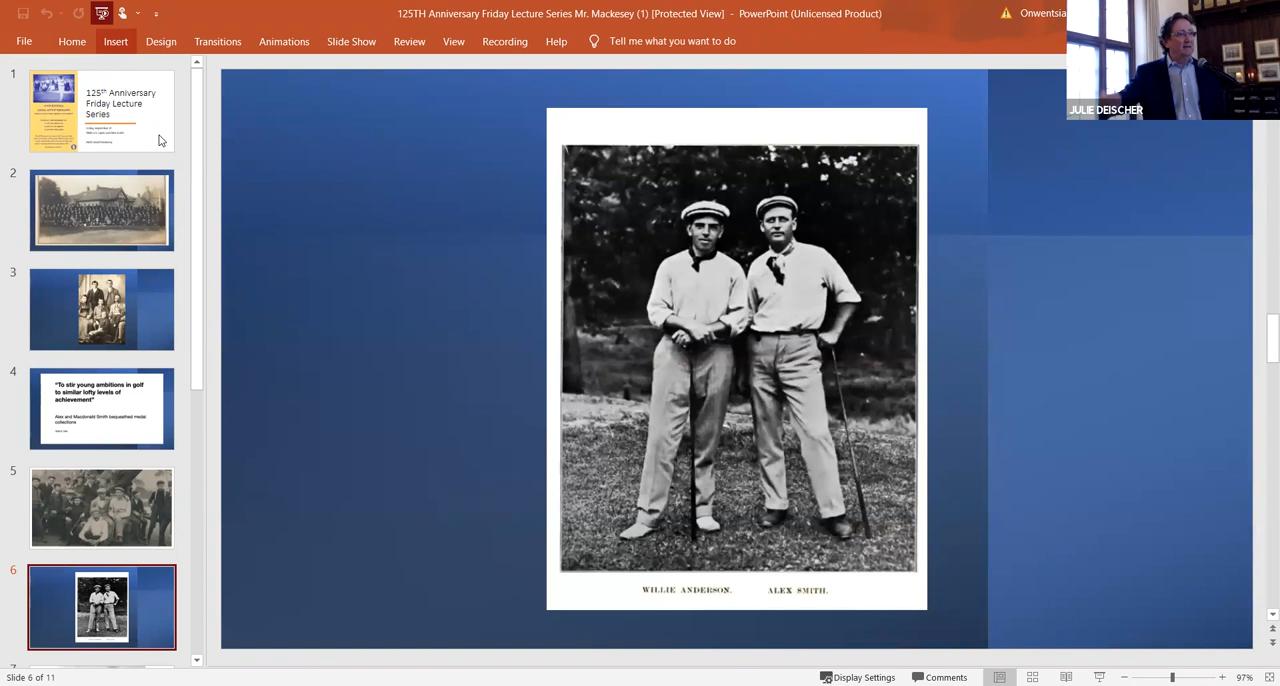 125TH Anniversary Friday Lecture Series Mr. Mackesey (1) [Protected View] - PowerPoint (Unlicensed Product)
Onwentsia
File Home Insert Design Transitions Animations Slide Show Review View Recording Help Tell me what you want to do
JULIE DEISCHER
1
125th Anniversary
Friday Lecture
Series
2
3
4
"To stir young ambitions in golf
to similar lofty levels of
achievement"
Alex and Macdonald Smith bequeathed medal
collections
5
6
WILLIE ANDERSON. ALEX SMITH.
Slide 6 of 11
Display Settings
Comments
97%